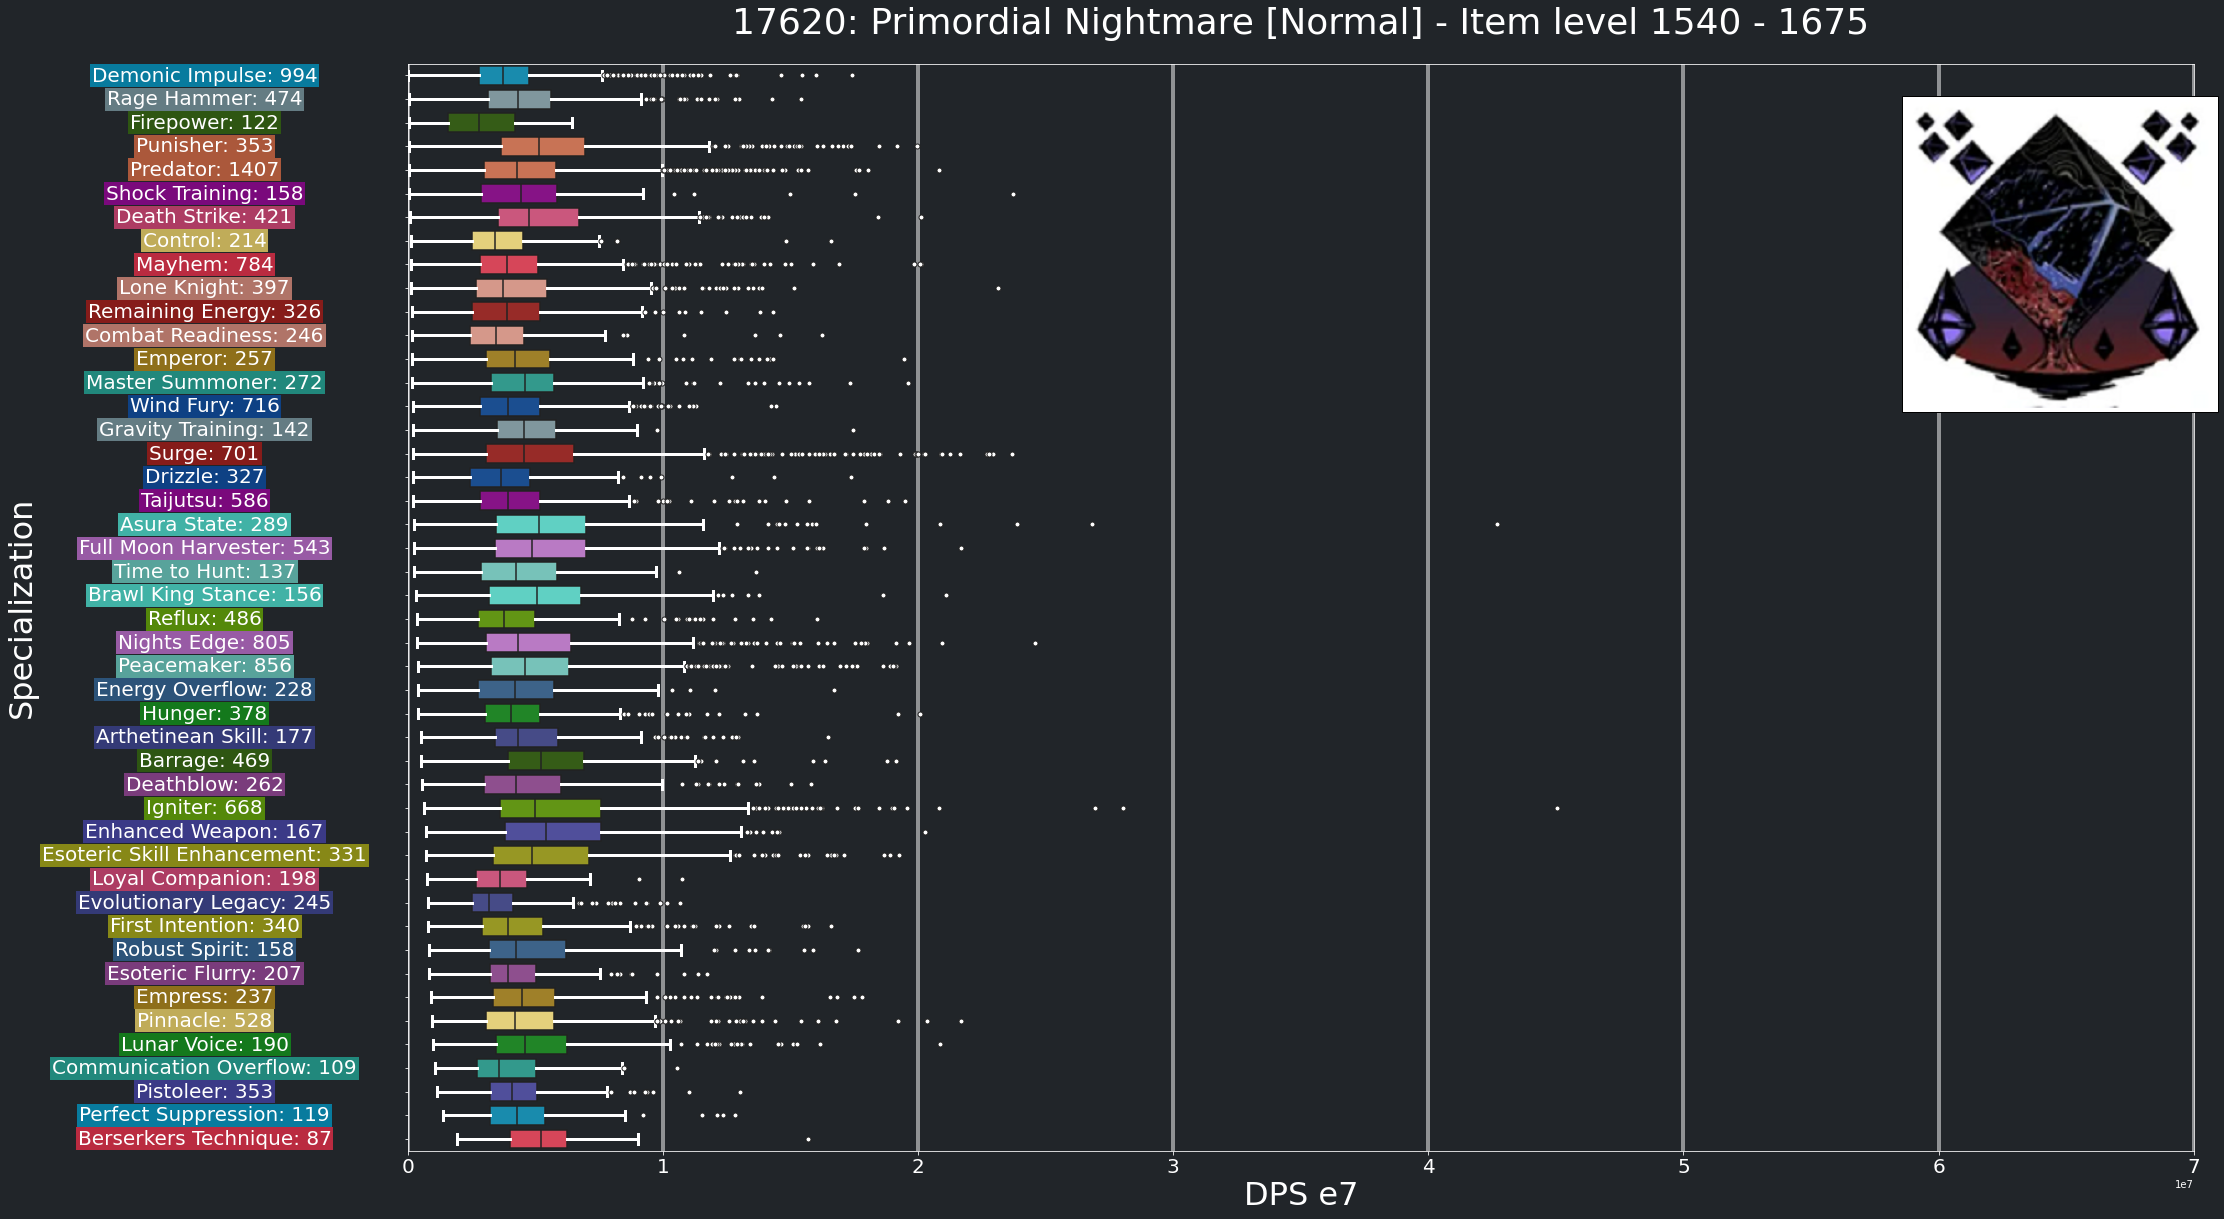 17620: Primordial Nightmare [Normal] - Item level 1540 - 1675
Specialization
Demonic Impulse: 994
Rage Hammer: 474
Firepower: 122
Punisher: 353
Predator: 1407
Shock Training: 158
Death Strike: 421
Control: 214
Mayhem: 784
Lone Knight: 397
Remaining Energy: 326
Combat Readiness: 246
Emperor: 257
Master Summoner: 272
Wind Fury: 716
Gravity Training: 142
Surge: 701
Drizzle: 327
Taijutsu: 586
Asura State: 289
Full Moon Harvester: 543
Time to Hunt: 137
Brawl King Stance: 156
Reflux: 486
Nights Edge: 805
Peacemaker: 856
Energy Overflow: 228
Hunger: 378
Arthetinean Skill: 177
Barrage: 469
Deathblow: 262
Igniter: 668
Enhanced Weapon: 167
Esoteric Skill Enhancement: 331
Loyal Companion: 198
Evolutionary Legacy: 245
First Intention: 340
Robust Spirit: 158
Esoteric Flurry: 207
Empress: 237
Pinnacle: 528
Lunar Voice: 190
Communication Overflow: 109
Pistoleer: 353
Perfect Suppression: 119
Berserkers Technique: 87
0 1 2 3 4 5 6 7
1e7
DPS e7